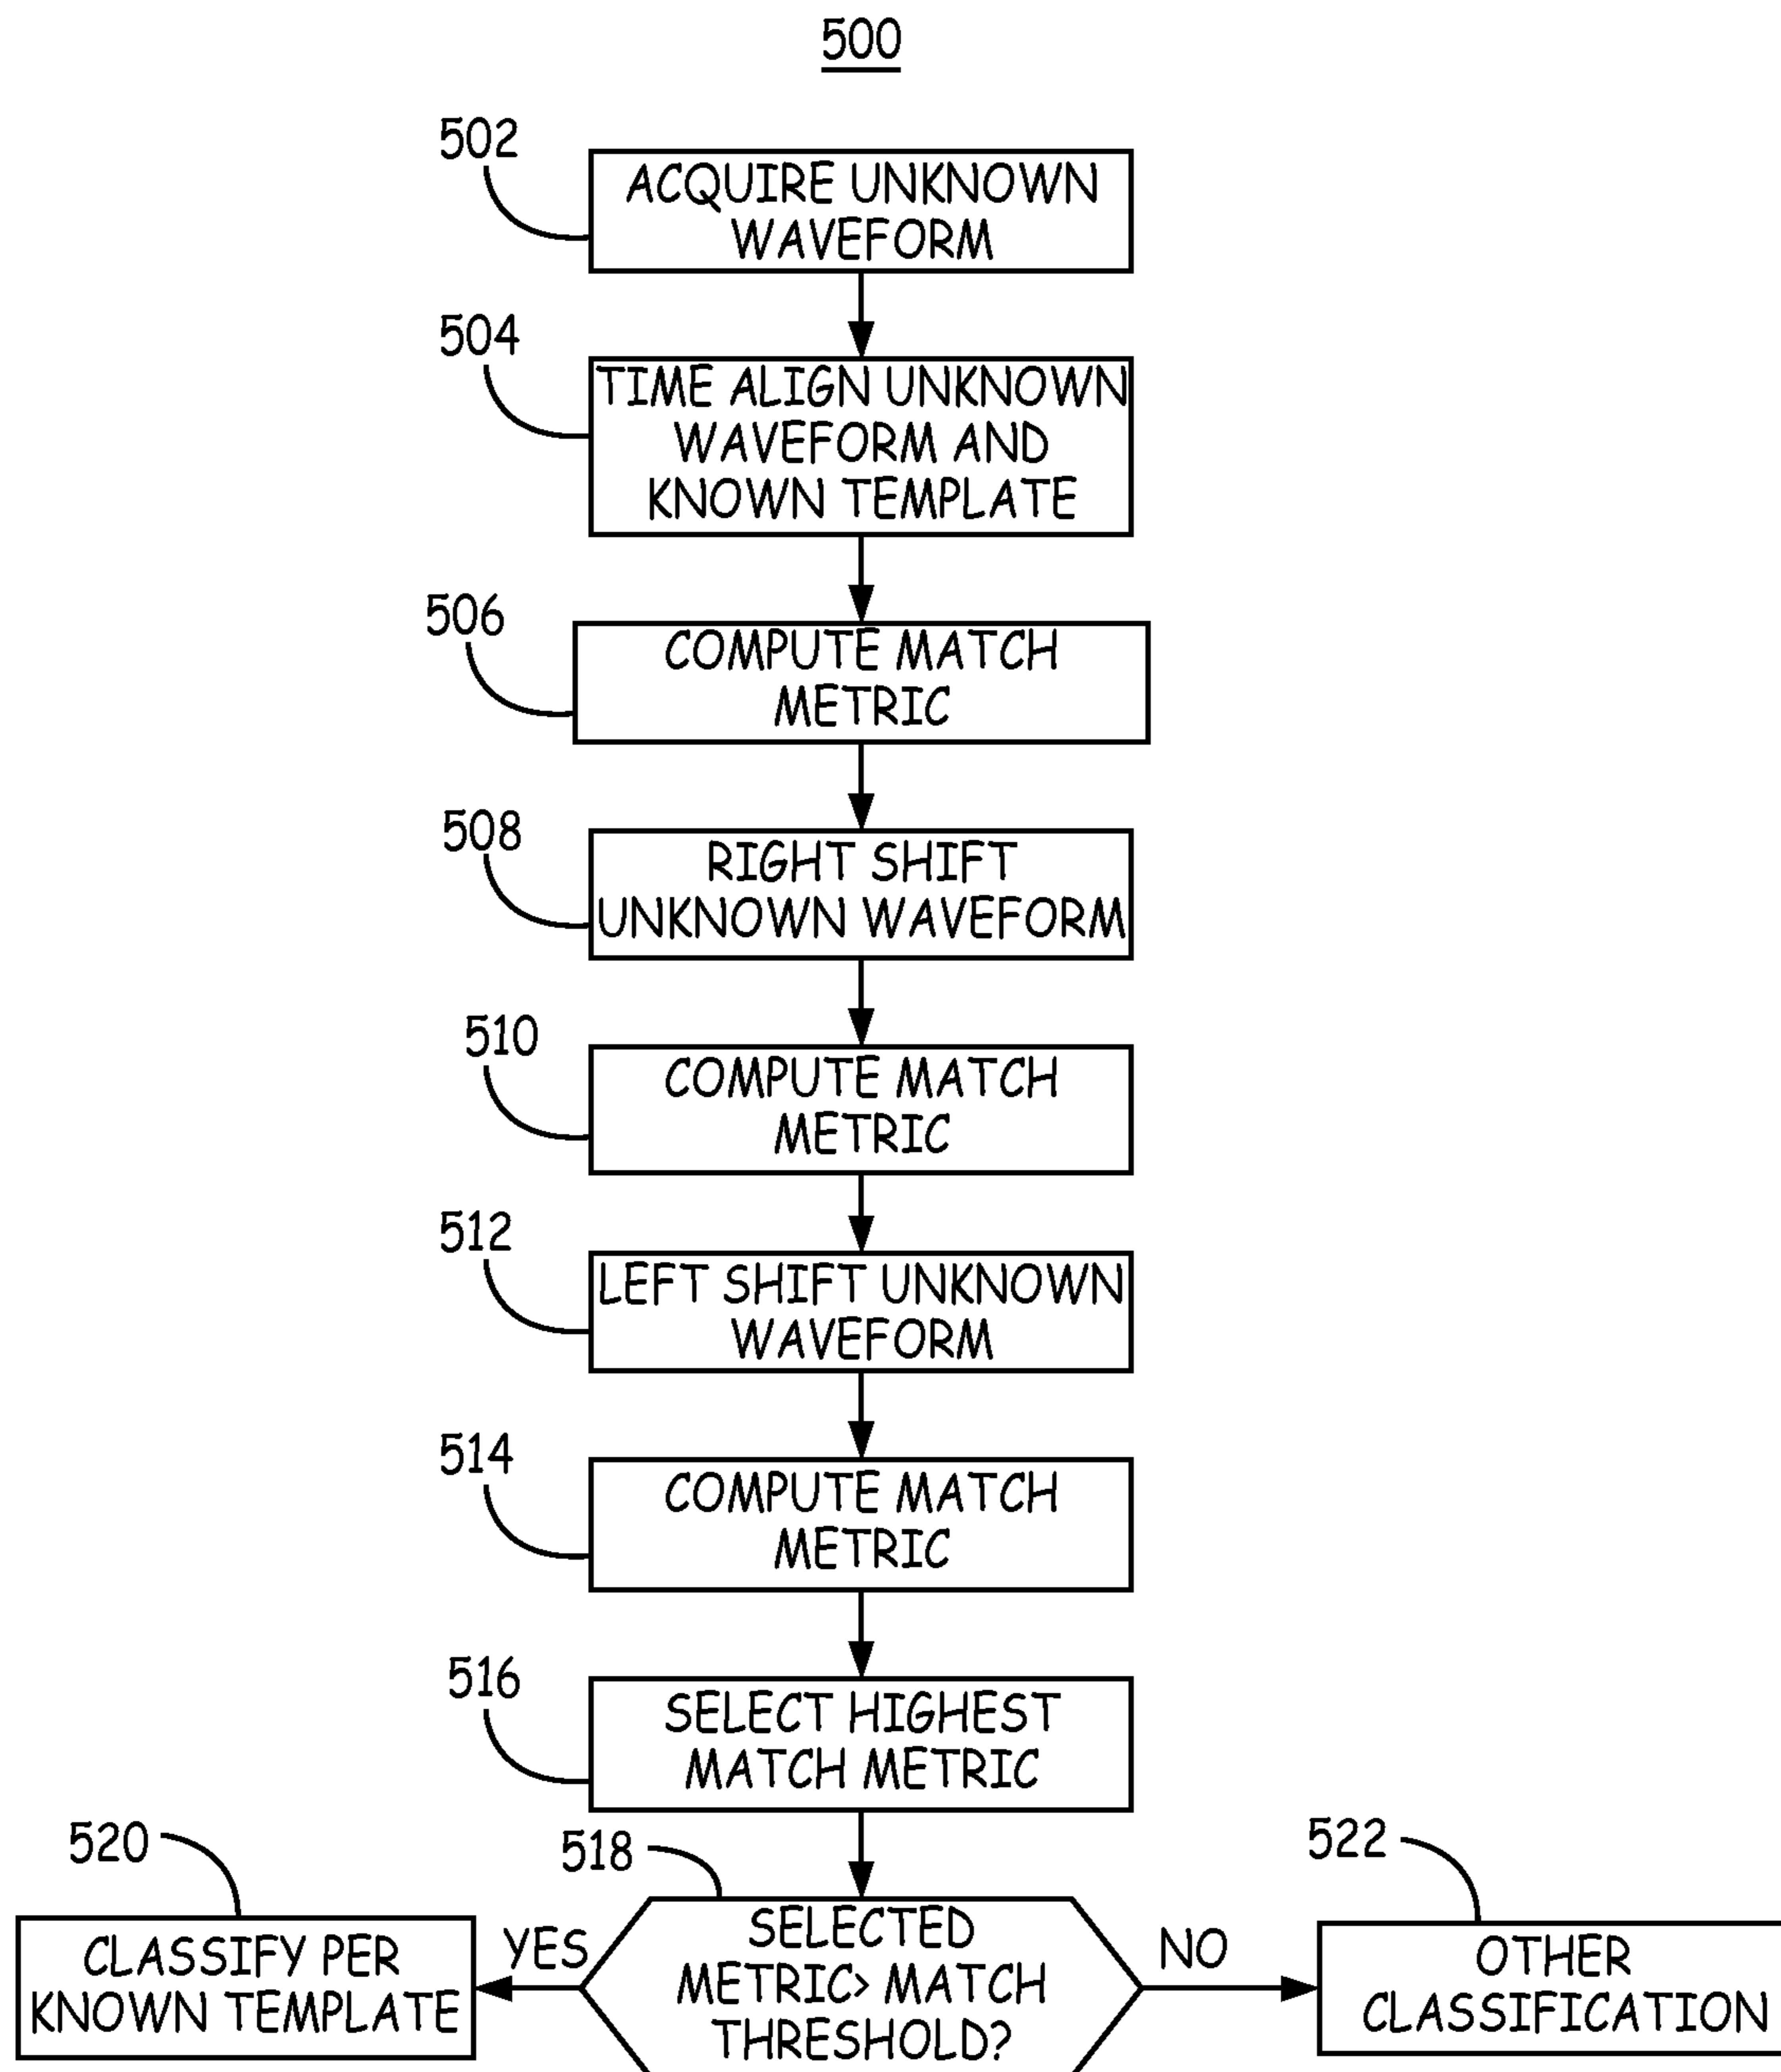 500
502
ACQUIRE UNKNOWN
WAVEFORM
504
TIME ALIGN UNKNOWN
WAVEFORM AND
KNOWN TEMPLATE
506
COMPUTE MATCH
METRIC
508
RIGHT SHIFT
UNKNOWN WAVEFORM
510
COMPUTE MATCH
METRIC
512
LEFT SHIFT UNKNOWN
WAVEFORM
514
COMPUTE MATCH
METRIC
516
SELECT HIGHEST
MATCH METRIC
520
518
522
CLASSIFY PER
KNOWN TEMPLATE
YES
SELECTED
METRIC> MATCH
THRESHOLD?
NO
OTHER
CLASSIFICATION